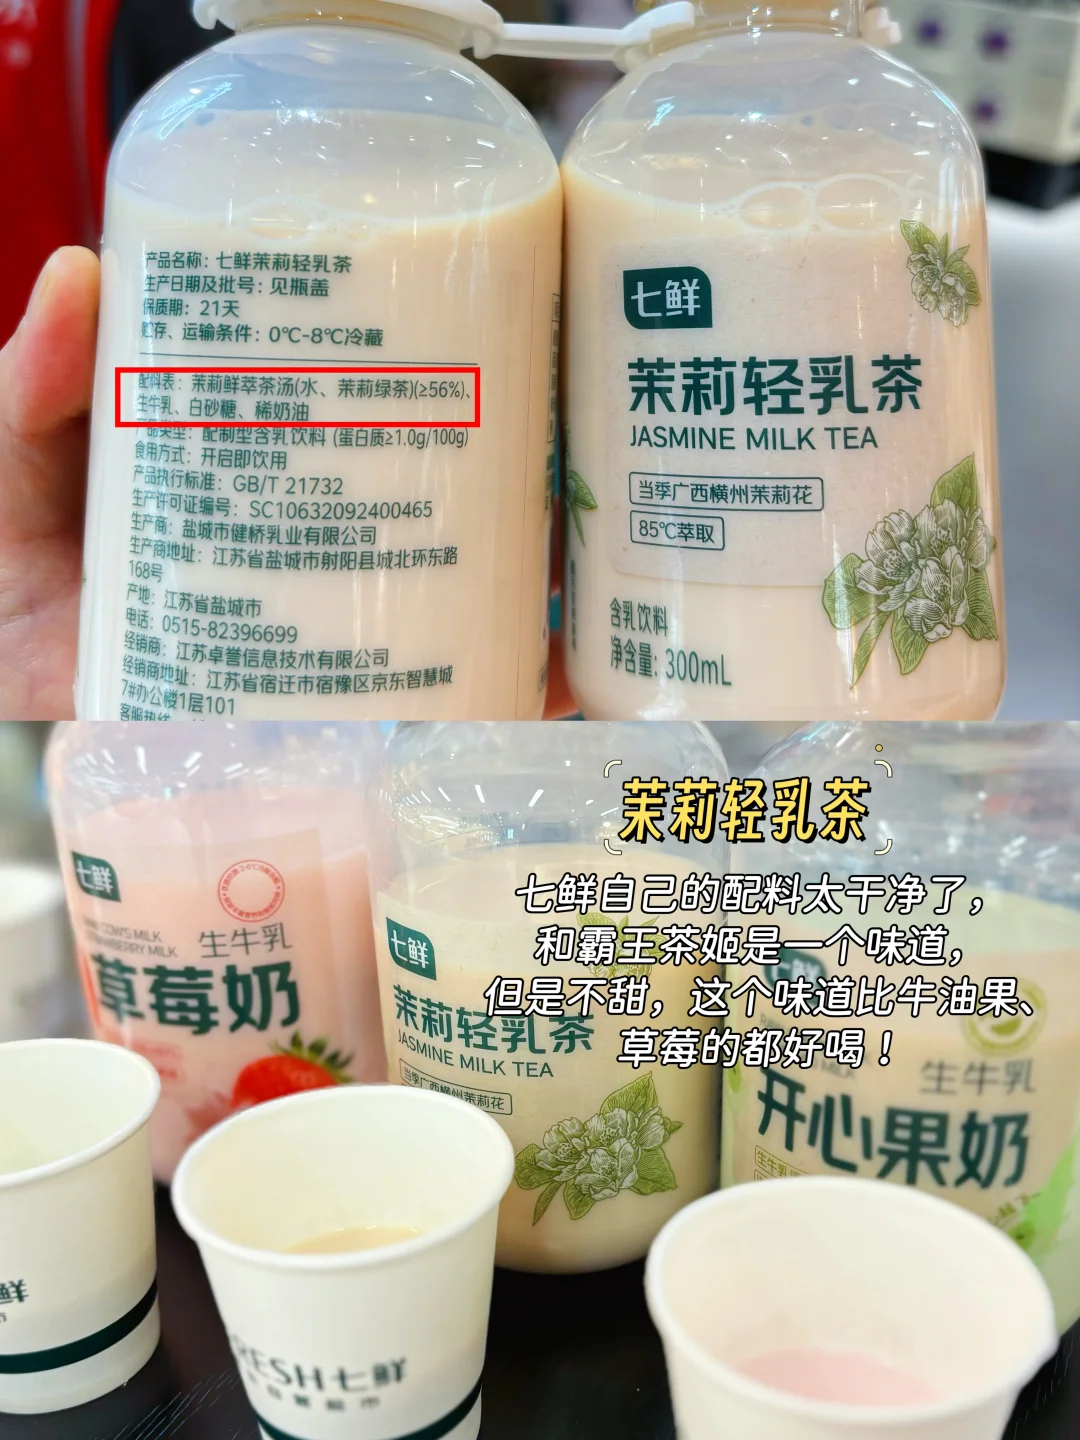 产品名称：七鲜茉莉轻乳茶
生产日期及批号：见瓶盖
保质期：21天
贮存、运输条件：0℃-8℃冷藏
配料表：茉莉鲜萃茶汤(水、茉莉绿茶)(≥56%)、
生牛乳、白砂糖、稀奶油
产品类型：配制型含乳饮料 (蛋白质≥1.0g/100g)
食用方式：开启即饮用
产品执行标准：GB/T 21732
生产许可证编号：SC10632092400465
生产商：盐城市健桥乳业有限公司
生产商地址：江苏省盐城市射阳县城北环东路
168号
产地：江苏省盐城市
电话：0515-82396699
经销商：江苏卓誉信息技术有限公司
经销商地址：江苏省宿迁市宿豫区京东智慧城
7#办公楼1层101
客服热线
七鲜
茉莉轻乳茶
JASMINE MILK TEA
当季广西横州茉莉花
85℃萃取
含乳饮料
净含量: 300mL
茉莉轻乳茶
七鲜自己的配料太干净了，
和霸王茶姬是一个味道，
但是不甜，这个味道比牛油果、
草莓的都好喝！
七鲜
COW'S MILK
STRAWBERRY MILK
生牛乳
草莓奶
七鲜
茉莉轻乳茶
JASMINE MILK TEA
当季广西横州茉莉花
七鲜
生牛乳
开心果奶
鲜
RESH七鲜